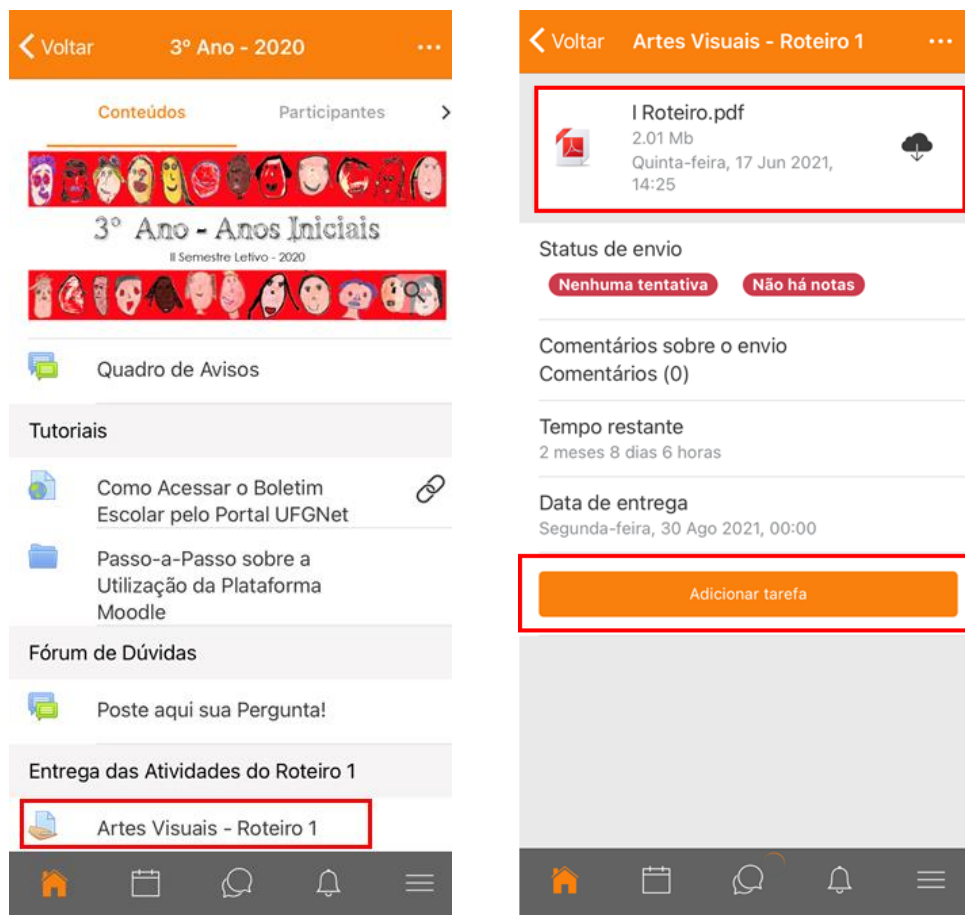 Voltar 3º Ano - 2020 ...
Conteúdos Participantes
3° Ano - Anos Iniciais
II Semestre Letivo - 2020
Quadro de Avisos
Tutoriais
Como Acessar o Boletim
Escolar pelo Portal UFGNet
Passo-a-Passo sobre a
Utilização da Plataforma
Moodle
Fórum de Dúvidas
Poste aqui sua Pergunta!
Entrega das Atividades do Roteiro 1
Artes Visuais - Roteiro 1
Voltar Artes Visuais - Roteiro 1 ...
I Roteiro.pdf
2.01 Mb
Quinta-feira, 17 Jun 2021,
14:25
Status de envio
Nenhuma tentativa Não há notas
Comentários sobre o envio
Comentários (0)
Tempo restante
2 meses 8 dias 6 horas
Data de entrega
Segunda-feira, 30 Ago 2021, 00:00
Adicionar tarefa